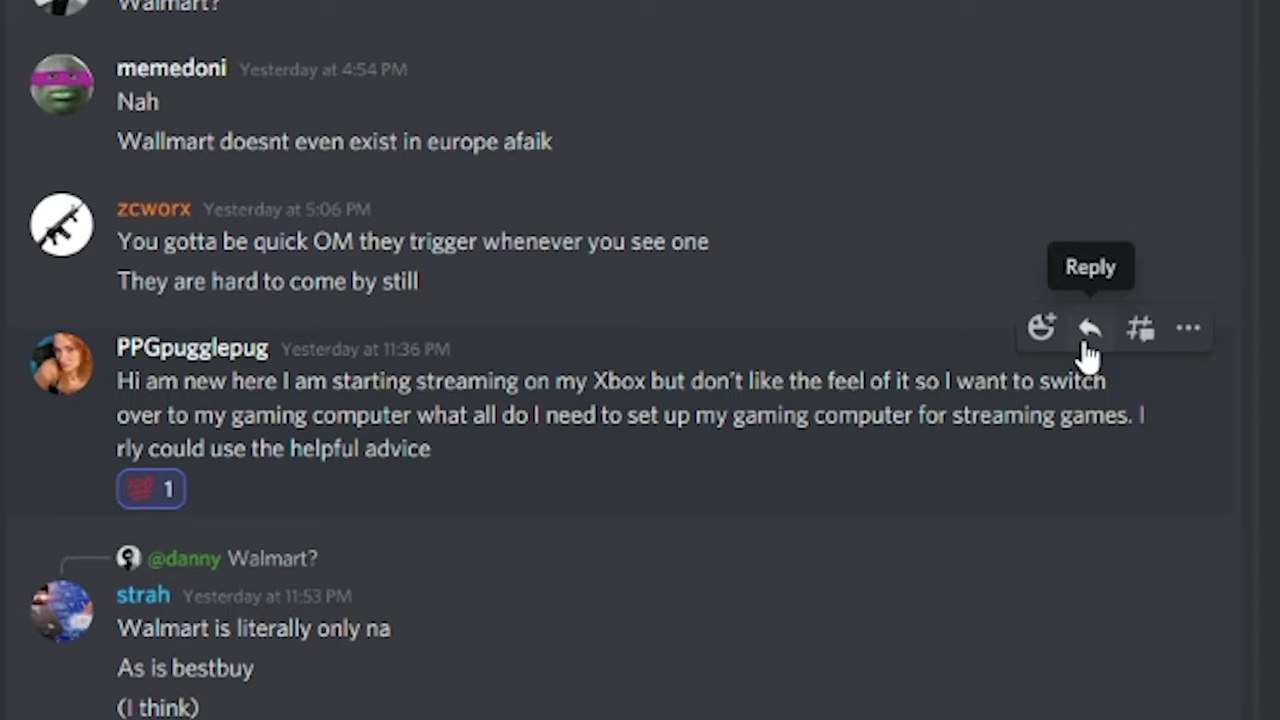 Walmart?
memedoni Yesterday at 4:54 PM
Nah
Wallmart doesnt even exist in europe afaik
zcworx Yesterday at 5:06 PM
You gotta be quick OM they trigger whenever you see one
They are hard to come by still
Reply
PPGpugglepug Yesterday at 11:36 PM
Hi am new here I am starting streaming on my Xbox but don't like the feel of it so I want to switch
over to my gaming computer what all do I need to set up my gaming computer for streaming games. I
rly could use the helpful advice
💯 1
@danny Walmart?
strah Yesterday at 11:53 PM
Walmart is literally only na
As is bestbuy
(I think)